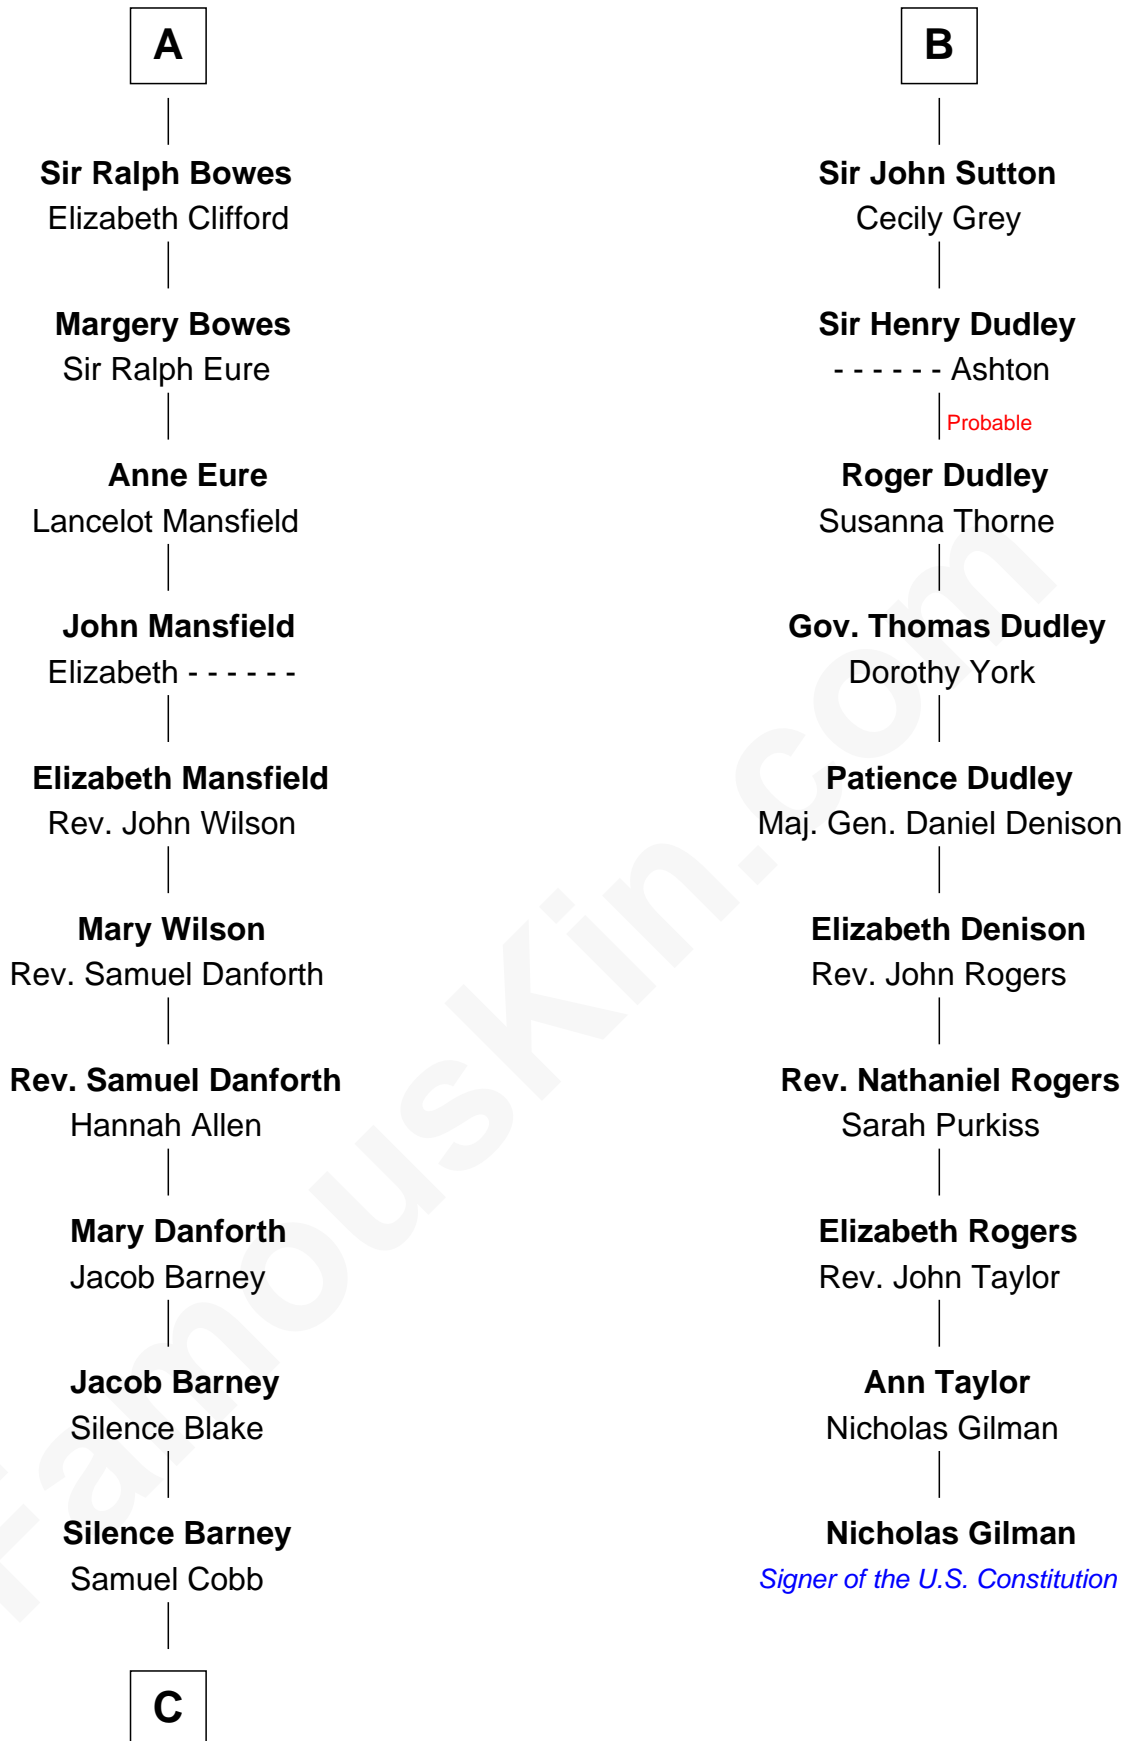 A
Sir Ralph Bowes
Elizabeth Clifford
Margery Bowes
Sir Ralph Eure
Anne Eure
Lancelot Mansfield
John Mansfield
Elizabeth - - - - - -
Elizabeth Mansfield
Rev. John Wilson
Mary Wilson
Rev. Samuel Danforth
Rev. Samuel Danforth
Hannah Allen
Mary Danforth
Jacob Barney
Jacob Barney
Silence Blake
Silence Barney
Samuel Cobb
C
B
Sir John Sutton
Cecily Grey
Sir Henry Dudley
- - - - - - Ashton
Probable
Roger Dudley
Susanna Thorne
Gov. Thomas Dudley
Dorothy York
Patience Dudley
Maj. Gen. Daniel Denison
Elizabeth Denison
Rev. John Rogers
Rev. Nathaniel Rogers
Sarah Purkiss
Elizabeth Rogers
Rev. John Taylor
Ann Taylor
Nicholas Gilman
Nicholas Gilman
Signer of the U.S. Constitution
FamousKin.com